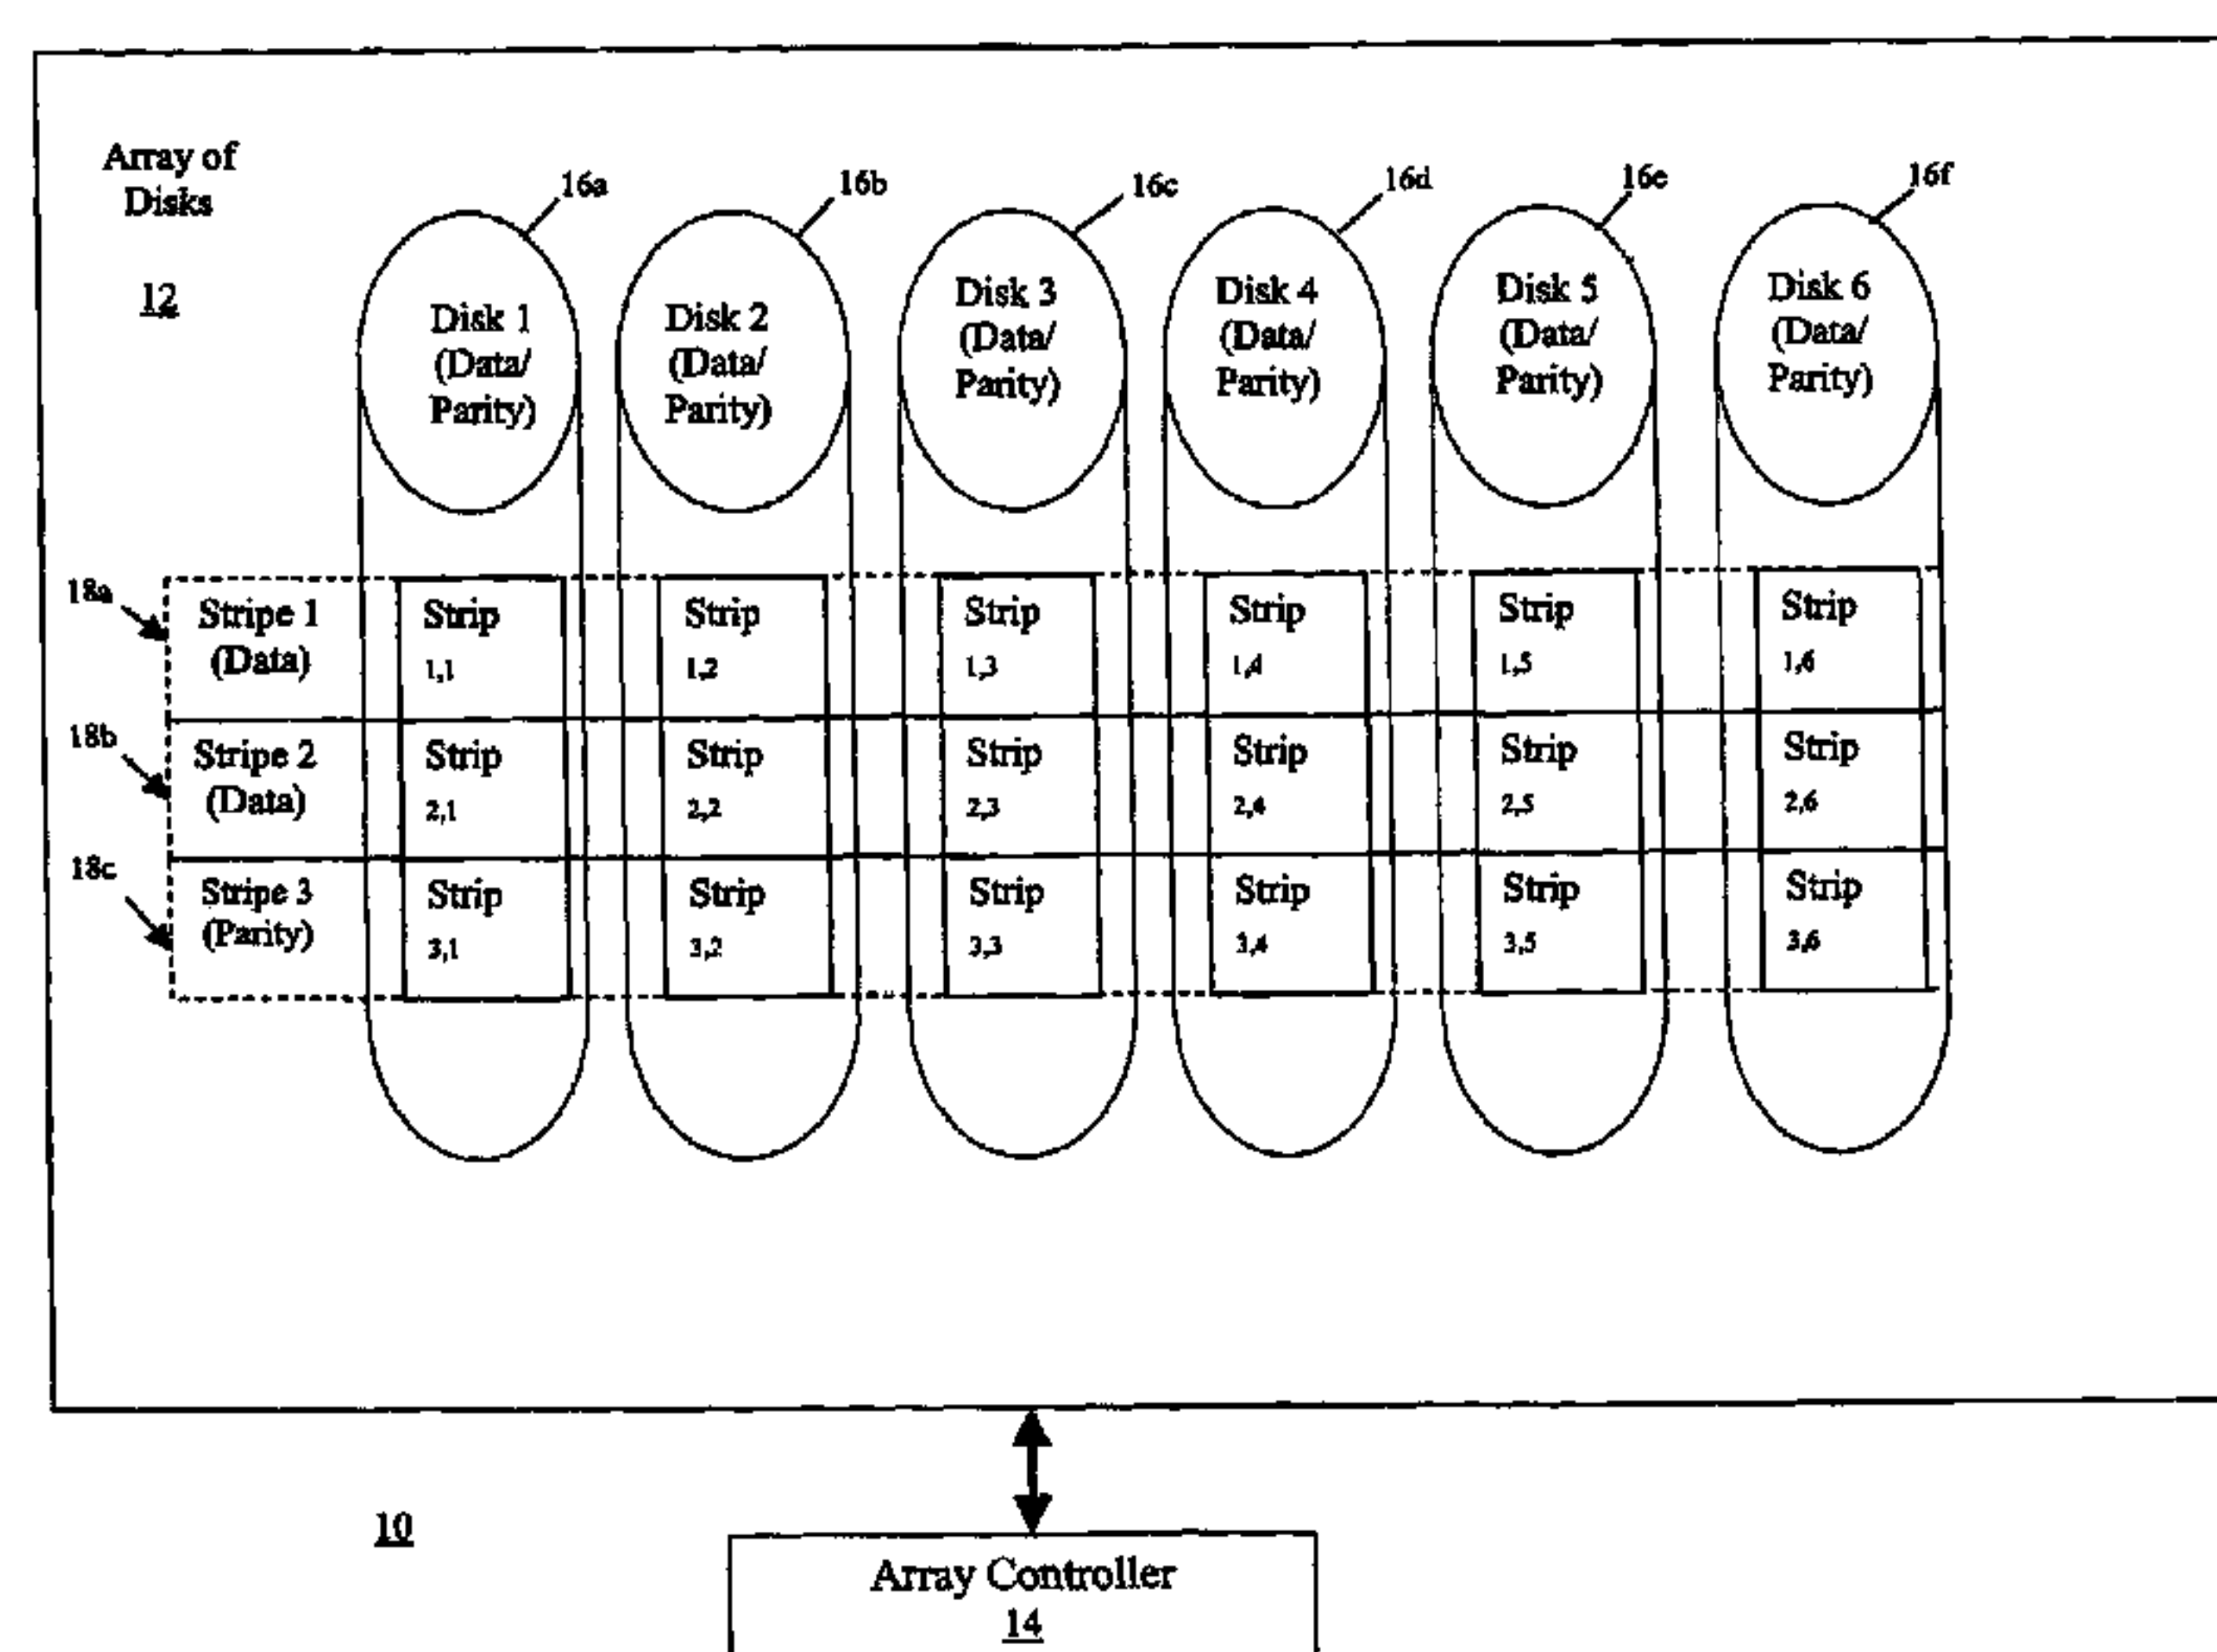 Array of
Disks
12
16a
16b
16c
16d
16e
16f
Disk 1
(Data/
Parity)
Disk 2
(Data/
Parity)
Disk 3
(Data/
Parity)
Disk 4
(Data/
Parity)
Disk 5
(Data/
Parity)
Disk 6
(Data/
Parity)
18a
Stripe 1
(Data)
Strip
1,1
Strip
1,2
Strip
1,3
Strip
1,4
Strip
1,5
Strip
1,6
18b
Stripe 2
(Data)
Strip
2,1
Strip
2,2
Strip
2,3
Strip
2,4
Strip
2,5
Strip
2,6
18c
Stripe 3
(Parity)
Strip
3,1
Strip
3,2
Strip
3,3
Strip
3,4
Strip
3,5
Strip
3,6
10
Array Controller
14